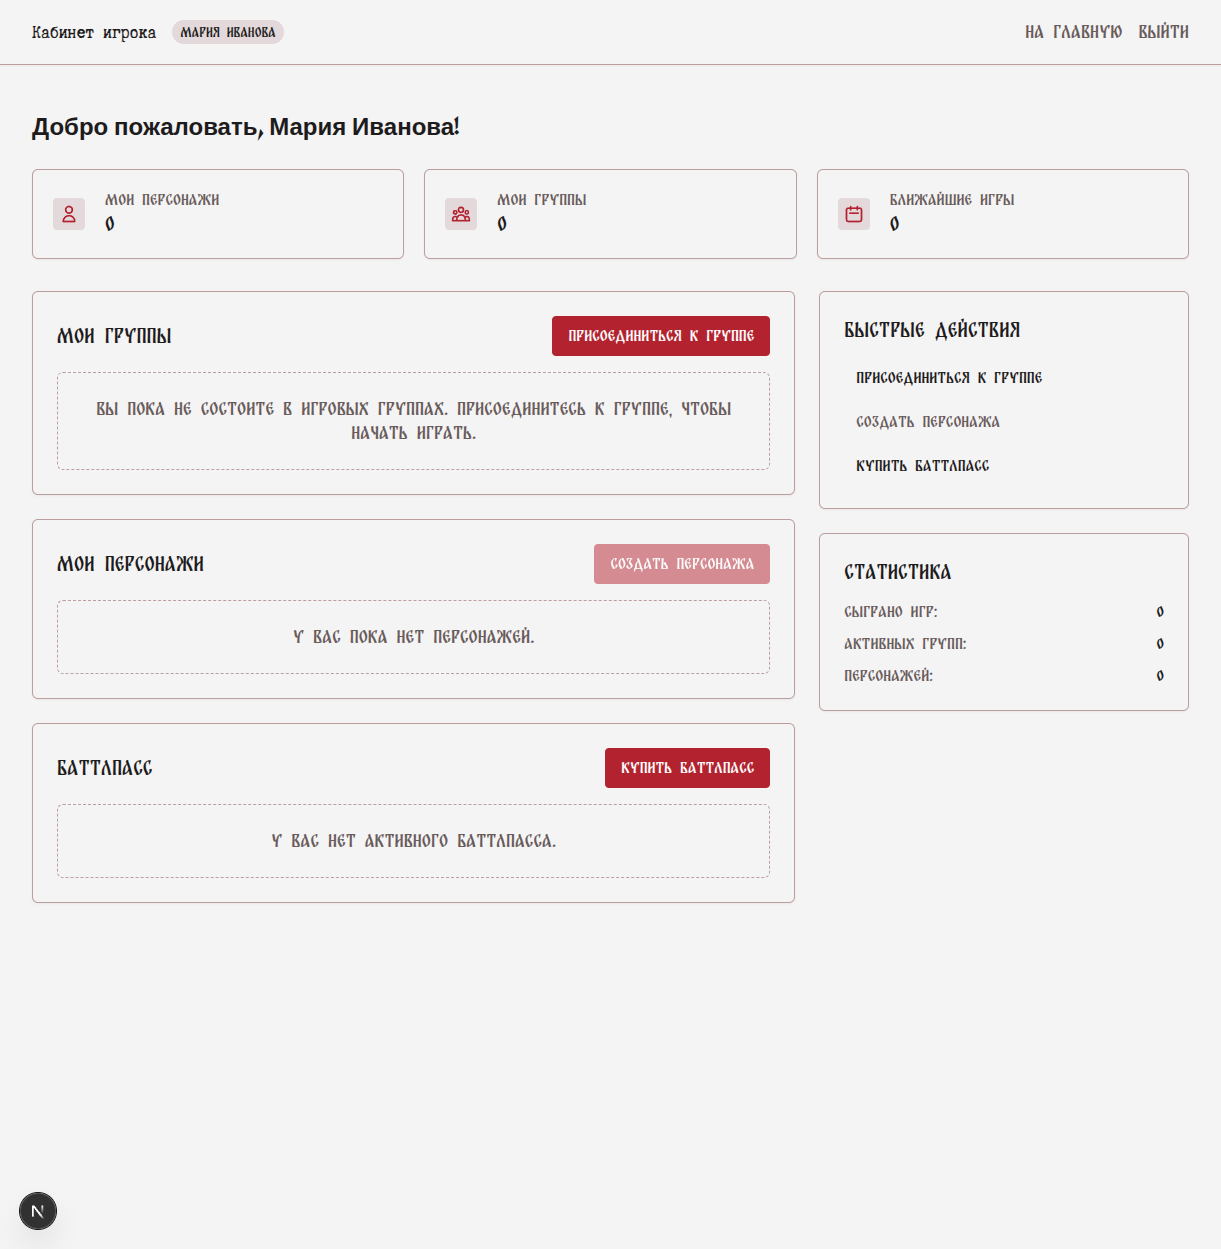 Кабинет игрока
МАРИЯ ИВАНОВА
НА ГЛАВНУЮ
ВЫЙТИ
Добро пожаловать, Мария Иванова!
МОИ ПЕРСОНАЖИ
0
МОИ ГРУППЫ
0
БЛИЖАЙШИЕ ИГРЫ
0
МОИ ГРУППЫ
ПРИСОЕДИНИТЬСЯ К ГРУППЕ
ВЫ ПОКА НЕ СОСТОИТЕ В ИГРОВЫХ ГРУППАХ. ПРИСОЕДИНИТЕСЬ К ГРУППЕ, ЧТОБЫ
НАЧАТЬ ИГРАТЬ.
МОИ ПЕРСОНАЖИ
СОЗДАТЬ ПЕРСОНАЖА
У ВАС ПОКА НЕТ ПЕРСОНАЖЕЙ.
БАТТЛПАСС
КУПИТЬ БАТТЛПАСС
У ВАС НЕТ АКТИВНОГО БАТТЛПАССА.
БЫСТРЫЕ ДЕЙСТВИЯ
ПРИСОЕДИНИТЬСЯ К ГРУППЕ
СОЗДАТЬ ПЕРСОНАЖА
КУПИТЬ БАТТЛПАСС
СТАТИСТИКА
СЫГРАНО ИГР: 0
АКТИВНЫХ ГРУПП: 0
ПЕРСОНАЖЕЙ: 0
N